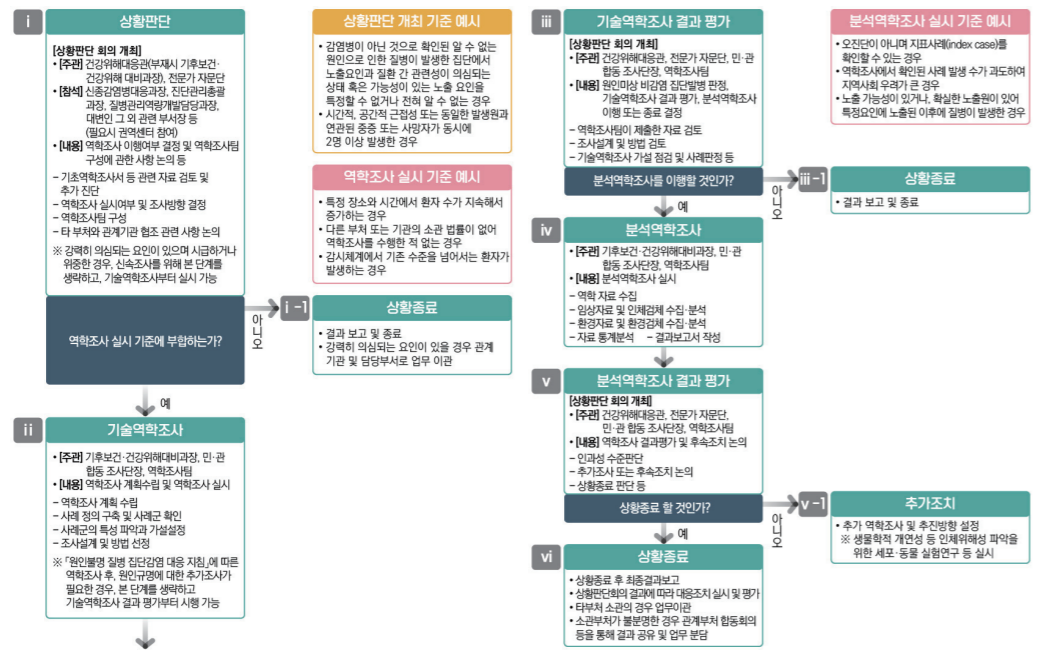 i
상황판단
[상황판단 회의 개최]
• [주관] 건강위해대응관(부재시 기후보건·
건강위해 대비과장), 전문가 자문단
• [참석] 신종감염병대응과장, 진단관리총괄
과장, 질병관리역량개발담당과장,
대변인 그 외 관련 부서장 등
(필요시 권역센터 참여)
• [내용] 역학조사 이행여부 결정 및 역학조사팀
구성에 관한 사항 논의 등
– 기초역학조사서 등 관련 자료 검토 및
추가 진단
– 역학조사 실시여부 및 조사방향 결정
– 역학조사팀 구성
– 타 부처와 관계기관 협조 관련 사항 논의
※ 강력히 의심되는 요인이 있으며 시급하거나
위중한 경우, 신속조사를 위해 본 단계를
생략하고, 기술역학조사부터 실시 가능
역학조사 실시 기준에 부합하는가?
아니오
예
상황판단 개최 기준 예시
• 감염병이 아닌 것으로 확인된 알 수 없는
원인으로 인한 질병이 발생한 집단에서
노출요인과 질환 간 관련성이 의심되는
상태 혹은 가능성이 있는 노출 요인을
특정할 수 없거나 전혀 알 수 없는 경우
• 시간적, 공간적 근접성 또는 동일한 발생원과
연관된 중증 또는 사망자가 동시에
2명 이상 발생한 경우
역학조사 실시 기준 예시
• 특정 장소와 시간에서 환자 수가 지속해서
증가하는 경우
• 다른 부처 또는 기관의 소관 법률이 없어
역학조사를 수행한 적 없는 경우
• 감시체계에서 기존 수준을 넘어서는 환자가
발생하는 경우
i -1
상황종료
• 결과 보고 및 종료
• 강력히 의심되는 요인이 있을 경우 관계
기관 및 담당부서로 업무 이관
ii
기술역학조사
• [주관] 기후보건·건강위해대비과장, 민·관
합동 조사단장, 역학조사팀
• [내용] 역학조사 계획수립 및 역학조사 실시
– 역학조사 계획 수립
– 사례 정의 구축 및 사례군 확인
– 사례군의 특성 파악과 가설설정
– 조사설계 및 방법 선정
※ 「원인불명 질병 집단감염 대응 지침」에 따른
역학조사 후, 원인규명에 대한 추가조사가
필요한 경우, 본 단계를 생략하고
기술역학조사 결과 평가부터 시행 가능
iii
기술역학조사 결과 평가
[상황판단 회의 개최]
• [주관] 건강위해대응관, 전문가 자문단, 민·관
합동 조사단장, 역학조사팀
• [내용] 원인미상 비감염 집단발병 판정,
기술역학조사 결과 평가, 분석역학조사
이행 또는 종료 결정
– 역학조사팀이 제출한 자료 검토
– 조사설계 및 방법 검토
– 기술역학조사 가설 점검 및 사례판정 등
분석역학조사를 이행할 것인가?
아니오
예
분석역학조사 실시 기준 예시
• 오진단이 아니며 지표사례(index case)를
확인할 수 있는 경우
• 역학조사에서 확인된 사례 발생 수가 과도하여
지역사회 우려가 큰 경우
• 노출 가능성이 있거나, 확실한 노출원이 있어
특정요인에 노출된 이후에 질병이 발생한 경우
iii -1
상황종료
• 결과 보고 및 종료
iv
분석역학조사
• [주관] 기후보건·건강위해대비과장, 민·관
합동 조사단장, 역학조사팀
• [내용] 분석역학조사 실시
– 역학 자료 수집
– 임상자료 및 인체검체 수집·분석
– 환경자료 및 환경검체 수집·분석
– 자료 통계분석 – 결과보고서 작성
v
분석역학조사 결과 평가
[상황판단 회의 개최]
• [주관] 건강위해대응관, 전문가 자문단,
민·관 합동 조사단장, 역학조사팀
• [내용] 역학조사 결과평가 및 후속조치 논의
– 인과성 수준판단
– 추가조사 또는 후속조치 논의
– 상황종료 판단 등
상황종료 할 것인가?
아니오
예
v -1
추가조치
• 추가 역학조사 및 추진방향 설정
※ 생물학적 개연성 등 인체위해성 파악을
위한 세포·동물 실험연구 등 실시
vi
상황종료
• 상황종료 후 최종결과보고
• 상황판단회의 결과에 따라 대응조치 실시 및 평가
• 타부처 소관의 경우 업무이관
• 소관부처가 불분명한 경우 관계부처 합동회의
등을 통해 결과 공유 및 업무 분담